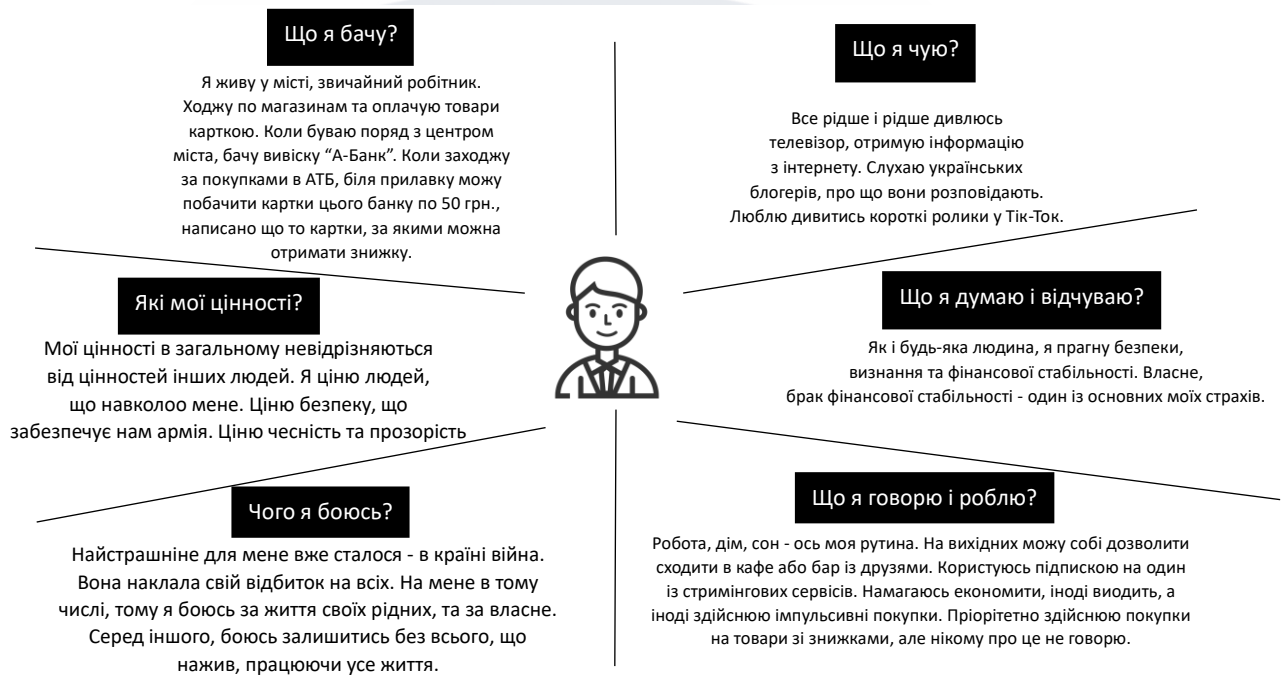 Що я бачу?
Я живу у місті, звичайний робітник.
Ходжу по магазинам та оплачую товари
карткою. Коли буваю поряд з центром
міста, бачу вивіску “А-Банк”. Коли заходжу
за покупками в АТБ, біля прилавку можу
побачити картки цього банку по 50 грн.,
написано що то картки, за якими можна
отримати знижку.
Що я чую?
Все рідше і рідше дивлюсь
телевізор, отримую інформацію
з інтернету. Слухаю українських
блогерів, про що вони розповідають.
Люблю дивитись короткі ролики у Тік-Ток.
Які мої цінності?
Мої цінності в загальному невідрізняються
від цінностей інших людей. Я ціню людей,
що навколоо мене. Ціню безпеку, що
забезпечує нам армія. Ціню чесність та прозорість
Що я думаю і відчуваю?
Як і будь-яка людина, я прагну безпеки,
визнання та фінансової стабільності. Власне,
брак фінансової стабільності - один із основних моїх страхів.
Чого я боюсь?
Найстрашніне для мене вже сталося - в країні війна.
Вона наклала свій відбиток на всіх. На мене в тому
числі, тому я боюсь за життя своїх рідних, та за власне.
Серед іншого, боюсь залишитись без всього, що
нажив, працюючи усе життя.
Що я говорю і роблю?
Робота, дім, сон - ось моя рутина. На вихідних можу собі дозволити
сходити в кафе або бар із друзями. Користуюсь підпискою на один
із стримінгових сервісів. Намагаюсь економити, іноді виодить, а
іноді здійснюю імпульсивні покупки. Пріорітетно здійснюю покупки
на товари зі знижками, але нікому про це не говорю.